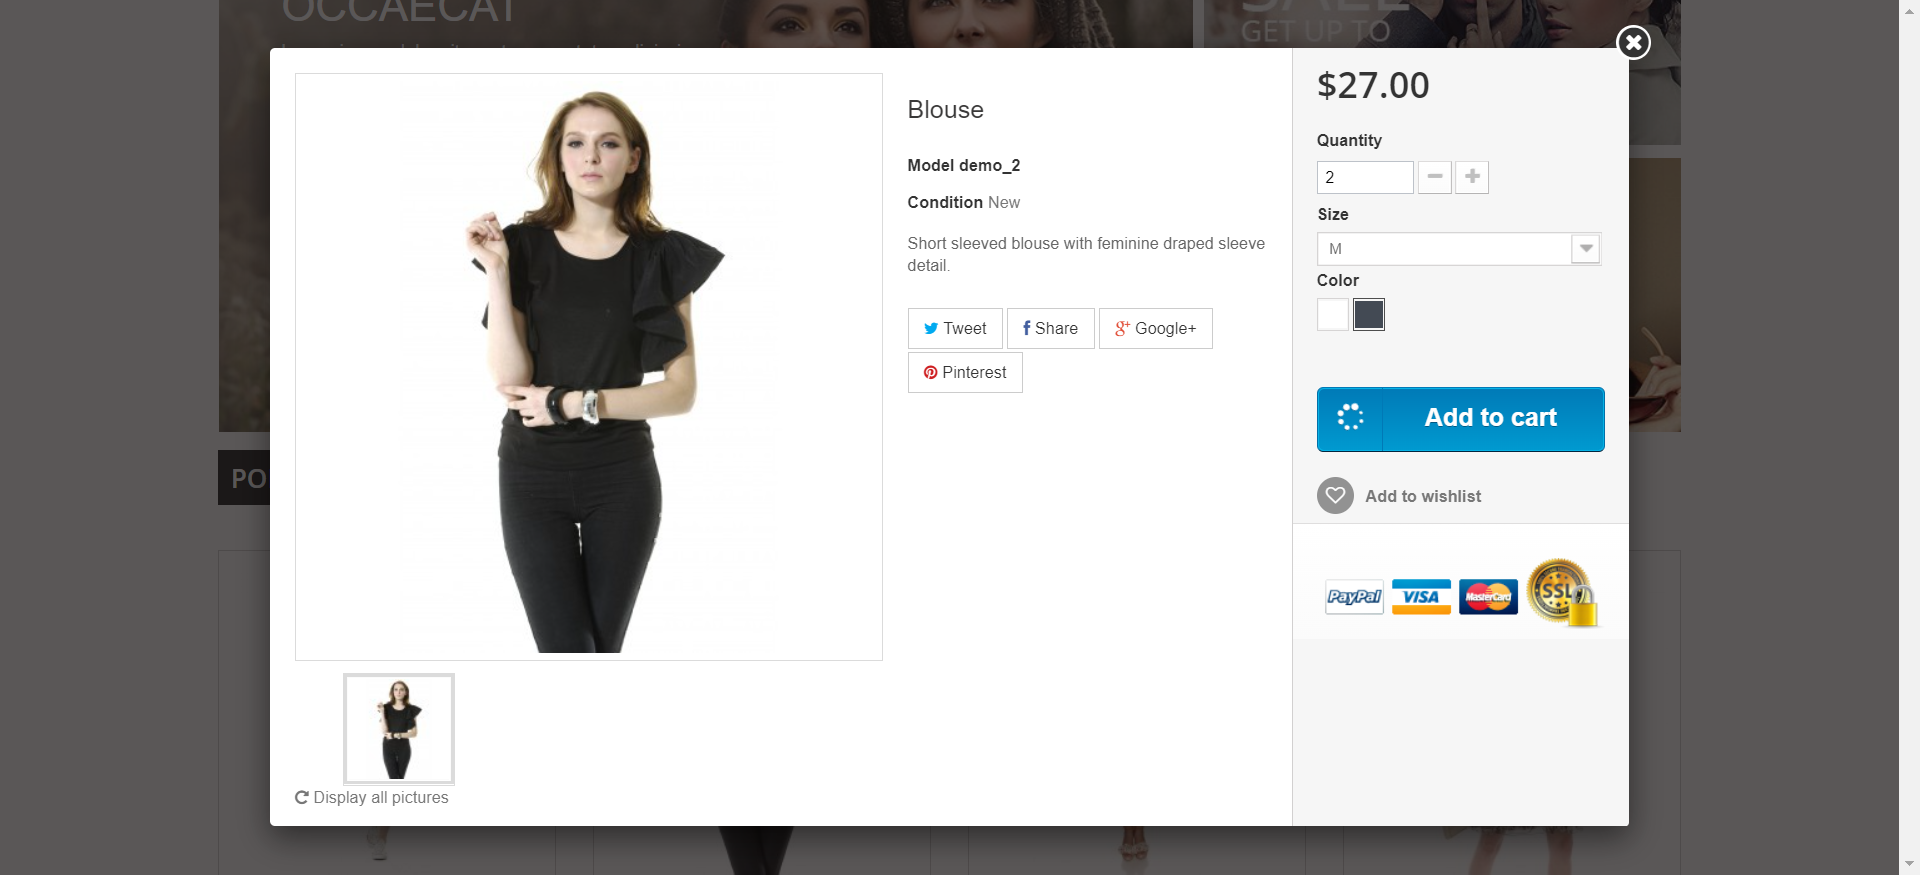 OCCAECAT
SALE
GET UP TO
PO
Blouse
Model demo_2
Condition New
Short sleeved blouse with feminine draped sleeve
detail.
Tweet
Share
Google+
Pinterest
Display all pictures
$27.00
Quantity
2
Size
M
Color
Add to cart
Add to wishlist
PayPal
VISA
MasterCard
SSL